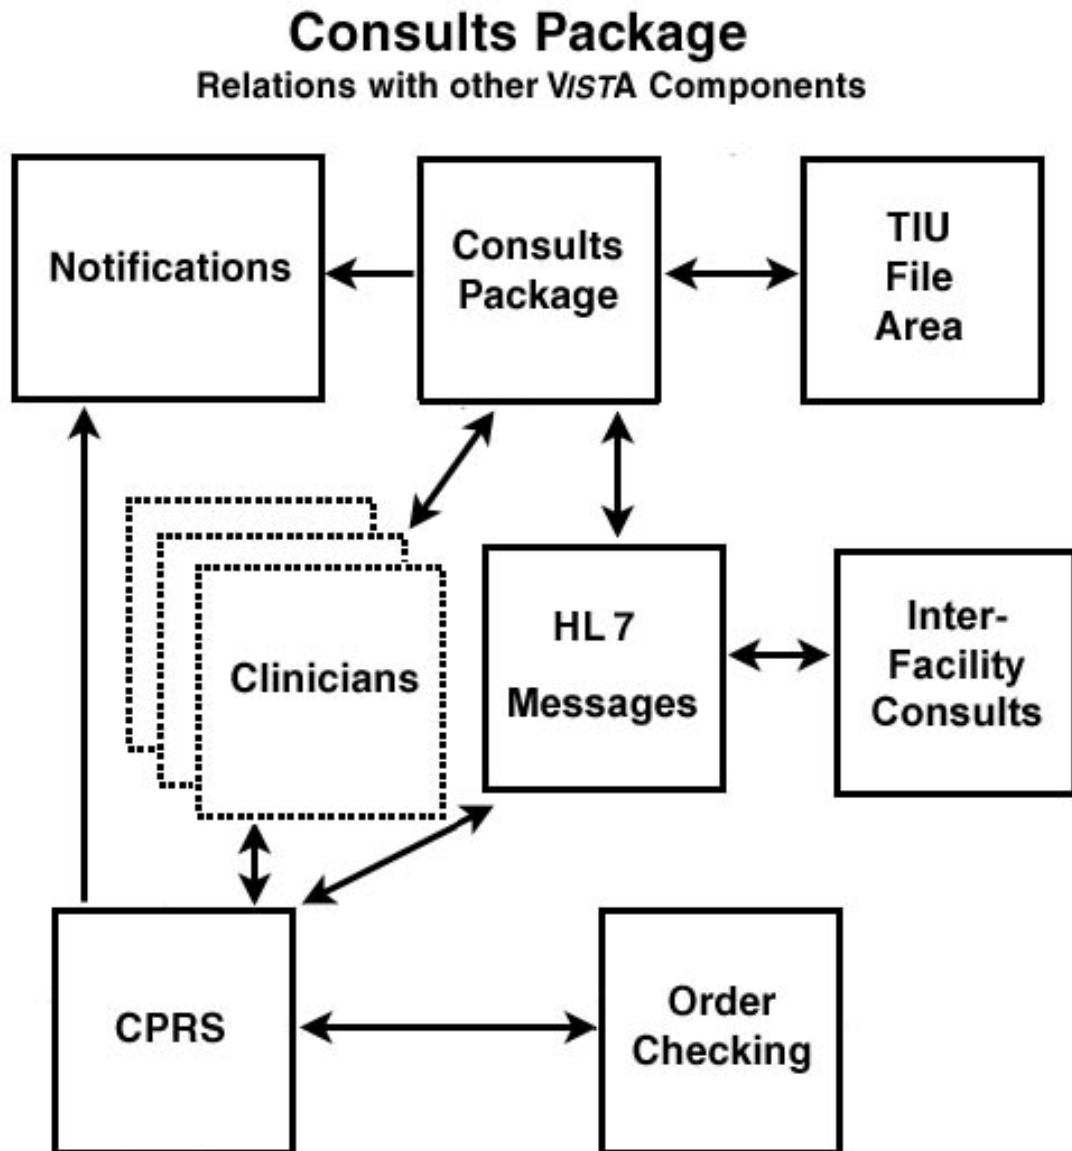 Consults Package
Relations with other VISTA Components
Notifications
Consults
Package
TIU
File
Area
Clinicians
HL 7
Messages
Inter-
Facility
Consults
CPRS
Order
Checking